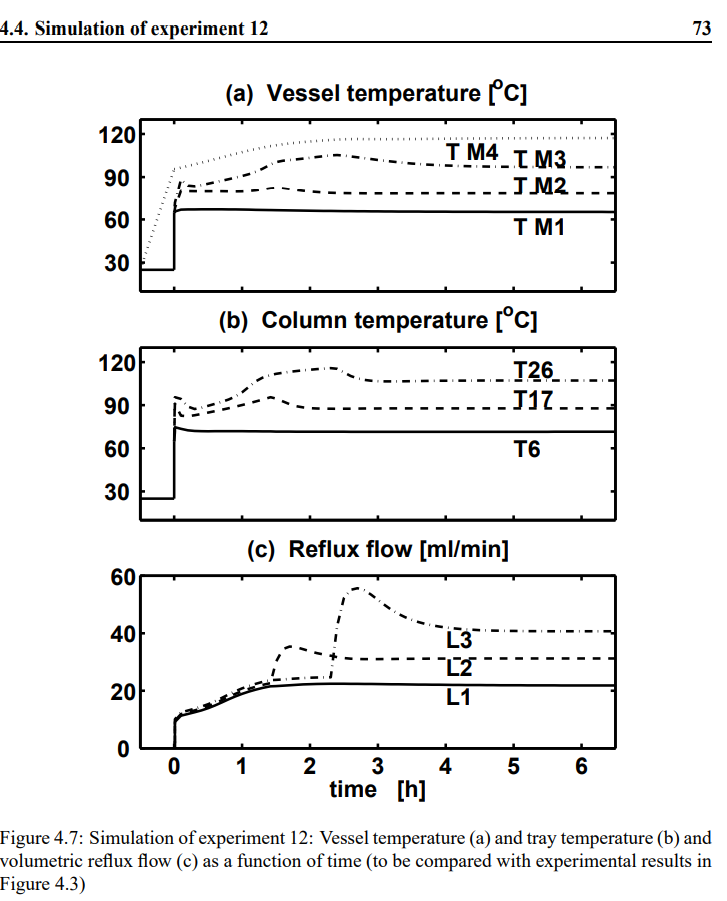 4.4. Simulation of experiment 12 73
(a) Vessel temperature [°C]
120
90
60
30
T M4
T M3
T M2
T M1
(b) Column temperature [°C]
120
90
60
30
T26
T17
T6
(c) Reflux flow [ml/min]
60
40
20
0
L3
L2
L1
0 1 2 3 4 5 6
time [h]
Figure 4.7: Simulation of experiment 12: Vessel temperature (a) and tray temperature (b) and
volumetric reflux flow (c) as a function of time (to be compared with experimental results in
Figure 4.3)